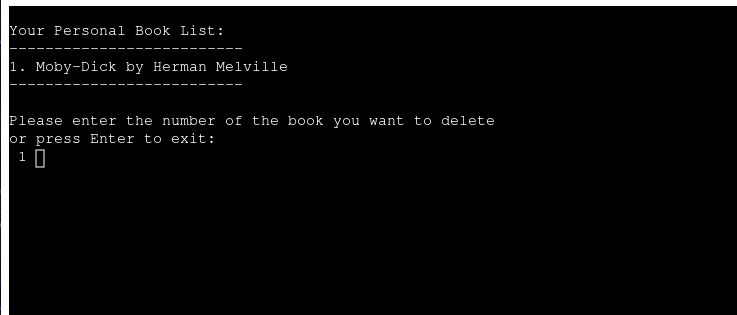 Your Personal Book List:
--------------------------
1. Moby-Dick by Herman Melville
--------------------------
Please enter the number of the book you want to delete
or press Enter to exit:
1